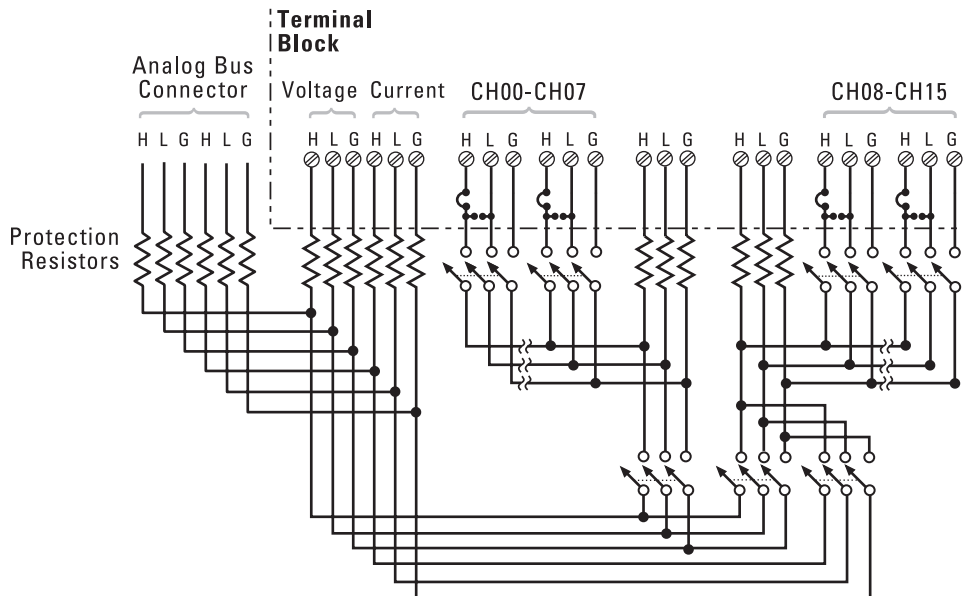 Terminal
Block
Analog Bus
Connector
Voltage Current CH00-CH07 CH08-CH15
H L G H L G H L G H L G H L G H L G H L G H L G H L G H L G
Protection
Resistors